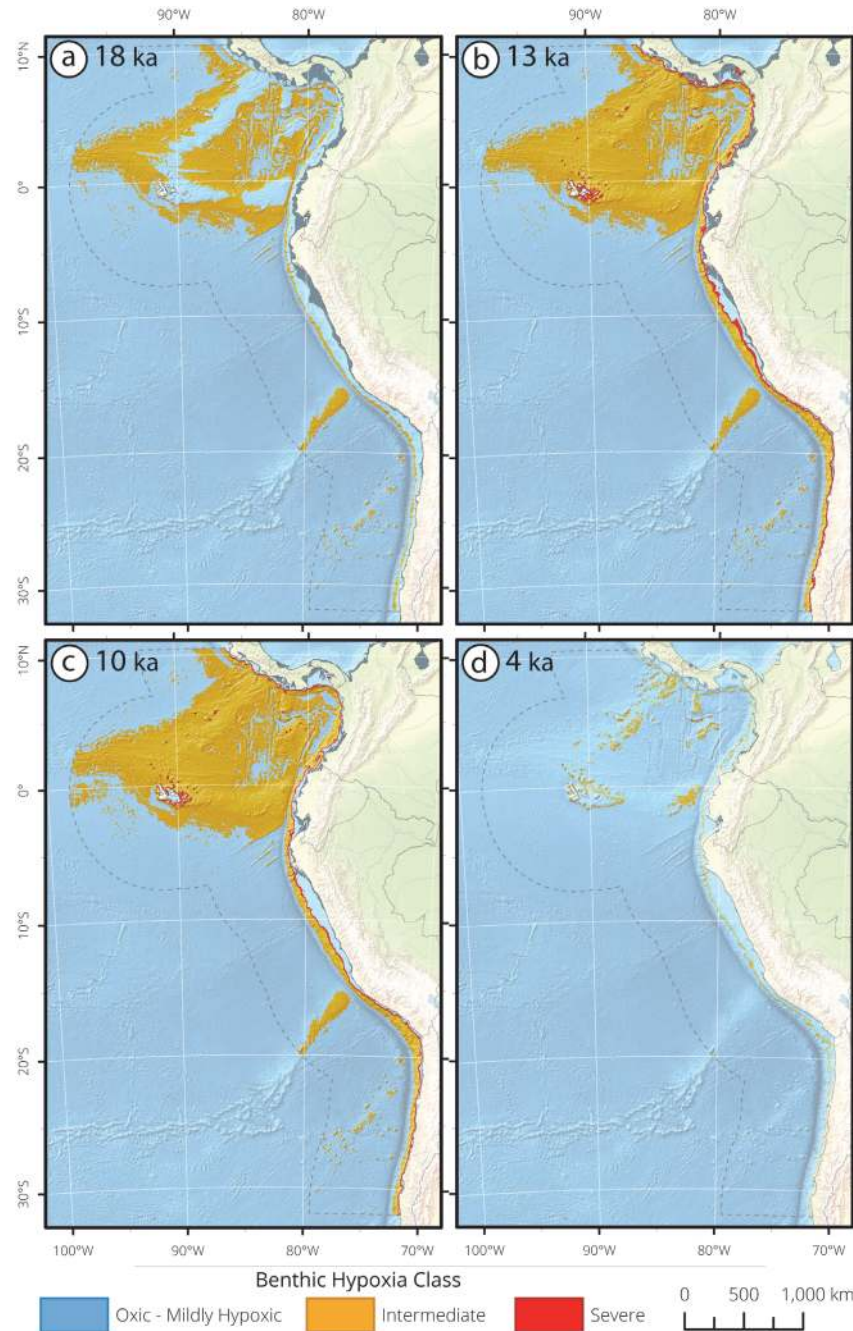 90°W 80°W 70°W 90°W 80°W 70°W
a 18 ka b 13 ka
10°N
0°
10°S
20°S
30°S
c 10 ka d 4 ka
10°N
0°
10°S
20°S
30°S
100°W 90°W 80°W 70°W 100°W 90°W 80°W 70°W
Benthic Hypoxia Class
Oxic - Mildly Hypoxic Intermediate Severe
0 500 1,000 km